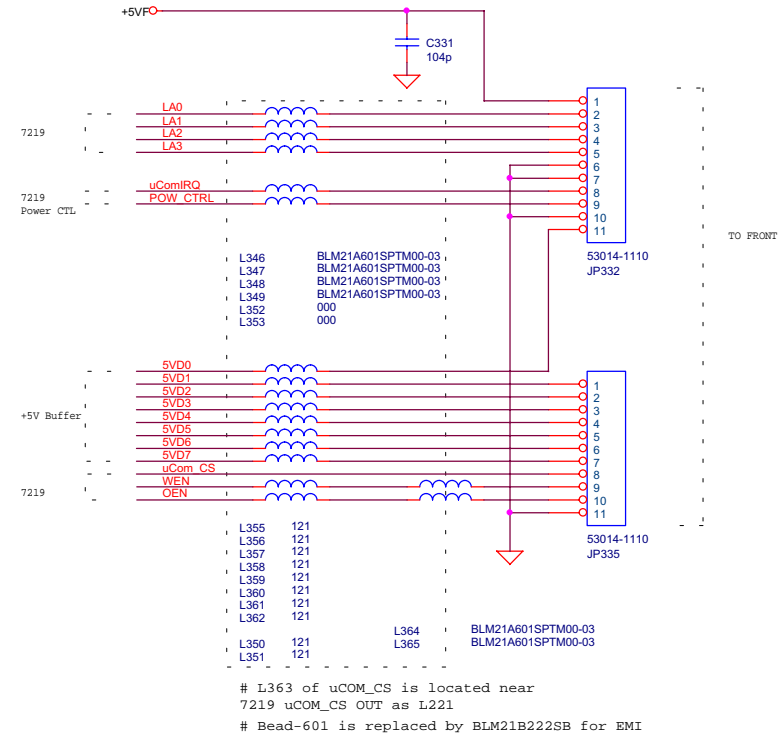 +5VF
C331
104p
LA0
LA1
LA2
LA3
7219
uComIRQ
POW_CTRL
7219
Power CTL
1
2
3
4
5
6
7
8
9
10
11
53014-1110
JP332
TO FRONT
L346 BLM21A601SPTM00-03
L347 BLM21A601SPTM00-03
L348 BLM21A601SPTM00-03
L349 BLM21A601SPTM00-03
L352 000
L353 000
5VD0
5VD1
5VD2
5VD3
5VD4
5VD5
5VD6
5VD7
+5V Buffer
uCom_CS
WEN
OEN
7219
1
2
3
4
5
6
7
8
9
10
11
53014-1110
JP335
L355 121
L356 121
L357 121
L358 121
L359 121
L360 121
L361 121
L362 121
L350 121
L351 121
L364 BLM21A601SPTM00-03
L365 BLM21A601SPTM00-03
# L363 of uCOM_CS is located near
7219 uCOM_CS OUT as L221
# Bead-601 is replaced by BLM21B222SB for EMI